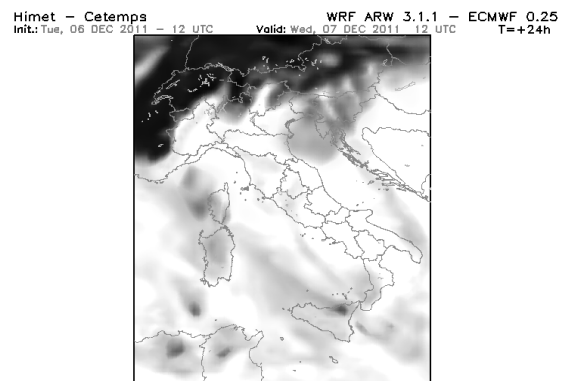 Himet – Cetemps WRF ARW 3.1.1 – ECMWF 0.25
Init.: Tue, 06 DEC 2011 – 12 UTC Valid: Wed, 07 DEC 2011 12 UTC T=+24h